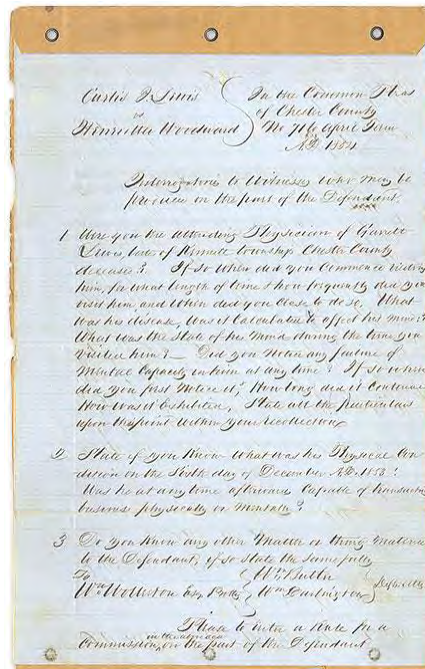 Curtis P Lewis
vs
Henrietta Woodward
In the Common Pleas
of Chester County
No 71 April Term
AD 1854
Interrogatories to Witnesses who may be
produced on the part of the Defendant.
1 Were you the attending Physician of Garrett
Lewis, late of township Chester County
deceased? If so when did you commence visiting
him, for what length of time & how frequently did you
visit him, and when did you cease to do so. What
was his disease, was it calculated to affect his mind?
What was the state of his mind during the time you
visited him? — Did you notice any failure of
Mental capacity in him at any time? If so when
did you first notice it? How long did it continue
How was it exhibited, State all the particulars
upon this point within your recollection
2 State if you know what was his Physical Con
dition on the Sixth day of December AD. 1853?
Was he at any time afterwards capable of transacting
business physically or mentally?
3 Do you know any other matter or thing material
to the Defendant, if so state the same fully
To
Wm Butler
Wm Wollerton Esq Wm Darlington
Please to enter a Rule for a
Commission, on the part of the Defendant